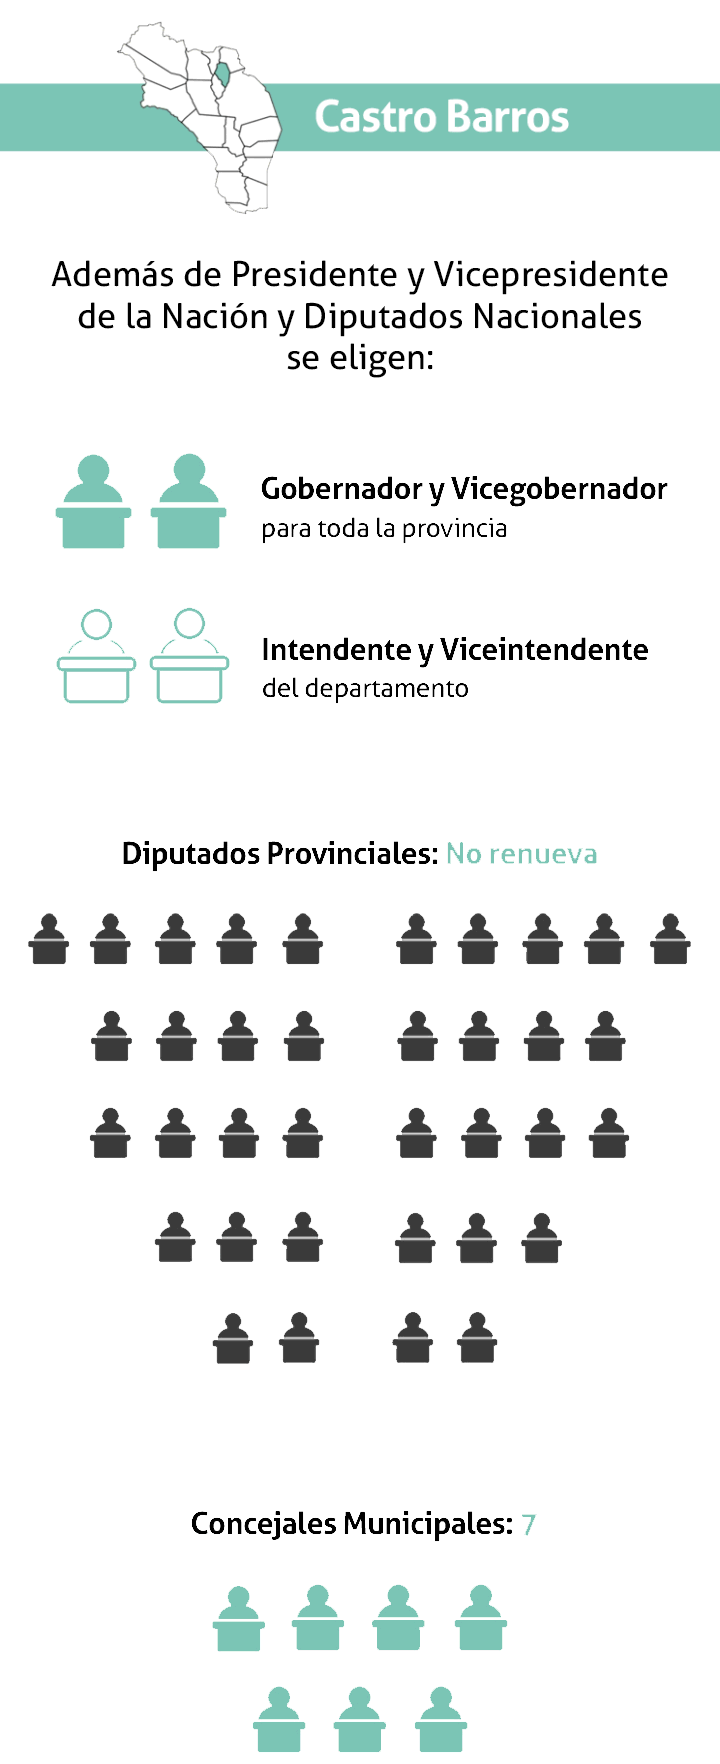 Castro Barros
Además de Presidente y Vicepresidente
de la Nación y Diputados Nacionales
se eligen:
Gobernador y Vicegobernador
para toda la provincia
Intendente y Viceintendente
del departamento
Diputados Provinciales: No renueva
Concejales Municipales: 7